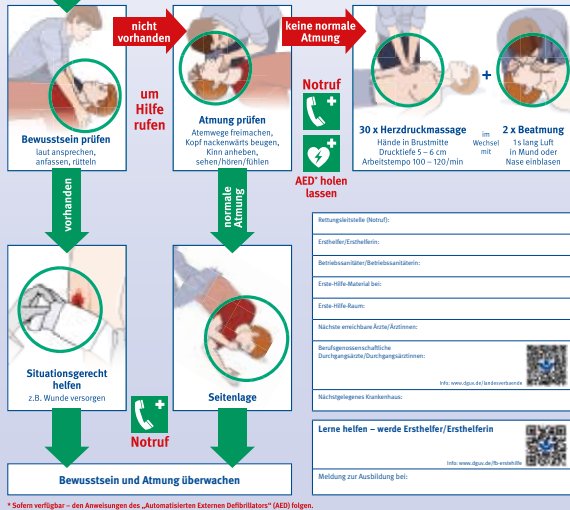 nicht
vorhanden
keine normale
Atmung
um
Hilfe
rufen
Notruf
AED* holen
lassen
Bewusstsein prüfen
laut ansprechen,
anfassen, rütteln
Atmung prüfen
Atemwege freimachen,
Kopf nackenwärts beugen,
Kinn anheben,
sehen/hören/fühlen
30 x Herzdruckmassage
Hände in Brustmitte
Drucktiefe 5 – 6 cm
Arbeitstempo 100 – 120/min
+
im
Wechsel
mit
2 x Beatmung
1 s lang Luft
in Mund oder
Nase einblasen
vorhanden
normale
Atmung
Situationsgerecht
helfen
z.B. Wunde versorgen
Notruf
Seitenlage
Bewusstsein und Atmung überwachen
Rettungsleitstelle (Notruf):
Ersthelfer/Ersthelferin:
Betriebssanitäter/Betriebssanitäterin:
Erste-Hilfe-Material bei:
Erste-Hilfe-Raum:
Nächste erreichbare Ärzte/Ärztinnen:
Berufsgenossenschaftliche
Durchgangsärzte/Durchgangsärztinnen:
Info: www.dguv.de/landesverbaende
Nächstgelegenes Krankenhaus:
Lerne helfen – werde Ersthelfer/Ersthelferin
Info: www.dguv.de/fb-erstehilfe
Meldung zur Ausbildung bei:
* Sofern verfügbar – den Anweisungen des „Automatisierten Externen Defibrillators“ (AED) folgen.